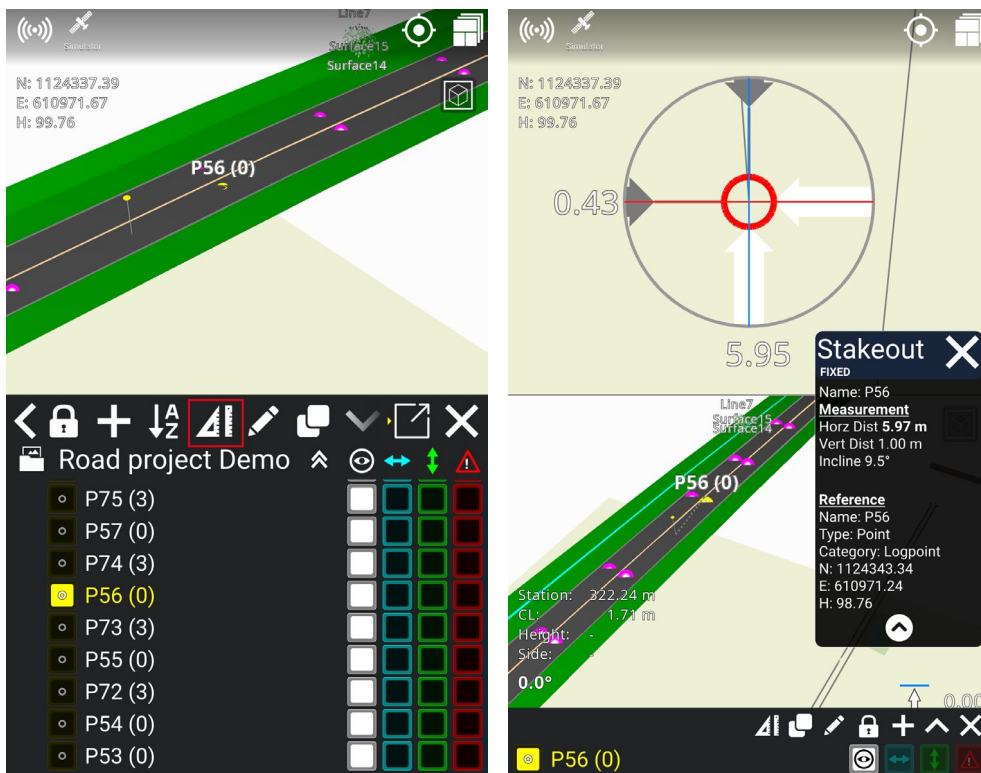 Simulator
Line7
Surface15
Surface14
N: 1124337.39
E: 610971.67
H: 99.76
P56 (0)
A
Z
Road project Demo
P75 (3)
P57 (0)
P74 (3)
P56 (0)
P73 (3)
P55 (0)
P72 (3)
P54 (0)
P53 (0)
Simulator
N: 1124337.39
E: 610971.67
H: 99.76
0.43
5.95
Stakeout
FIXED
Name: P56
Measurement
Horz Dist 5.97 m
Vert Dist 1.00 m
Incline 9.5°
Reference
Name: P56
Type: Point
Category: Logpoint
N: 1124343.34
E: 610971.24
H: 98.76
Line7
Surface15
Surface14
P56 (0)
Station: 322.24 m
CL: 1.71 m
Height: -
Side: -
0.0°
0.00
P56 (0)